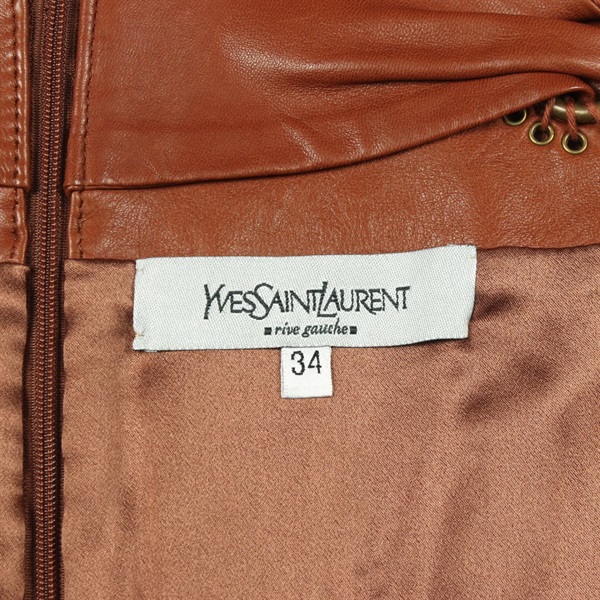 YVESSAINTLAURENT
rive gauche
34